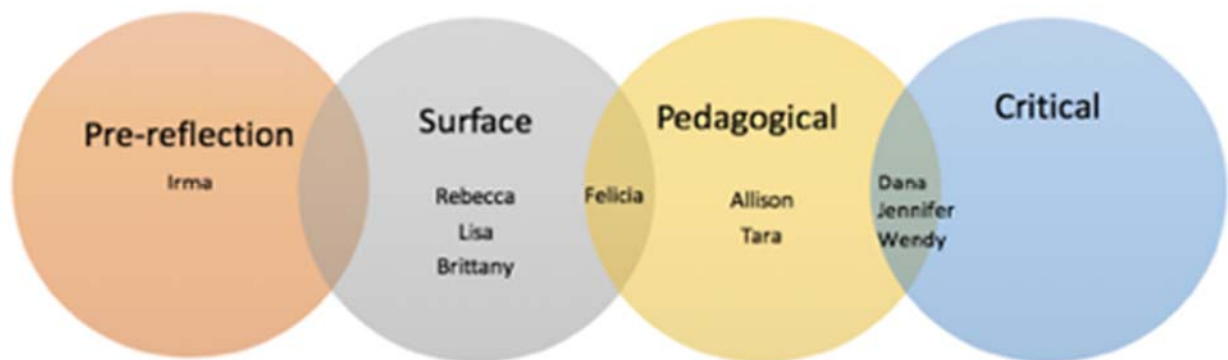 Pre-reflection
Irma
Surface
Rebecca
Lisa
Brittany
Felicia
Pedagogical
Allison
Tara
Critical
Dana
Jennifer
Wendy